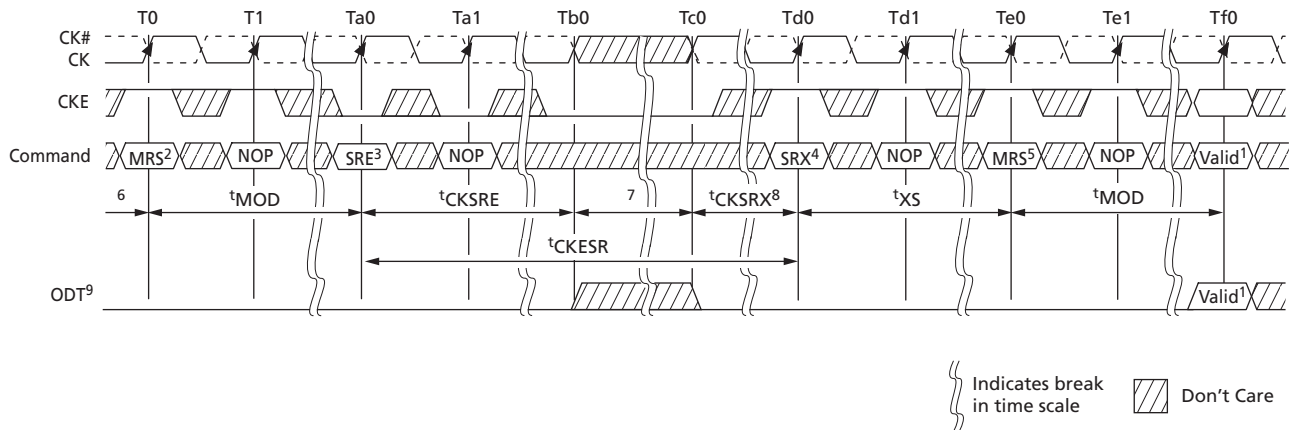 T0 T1 Ta0 Ta1 Tb0 Tc0 Td0 Td1 Te0 Te1 Tf0
CK#
CK
CKE
Command MRS² NOP SRE³ NOP SRX⁴ NOP MRS⁵ NOP Valid¹
6 ᵗMOD ᵗCKSRE 7 ᵗCKSRX⁸ ᵗXS ᵗMOD
ᵗCKESR
ODT⁹ Valid¹
Indicates break
in time scale
Don't Care